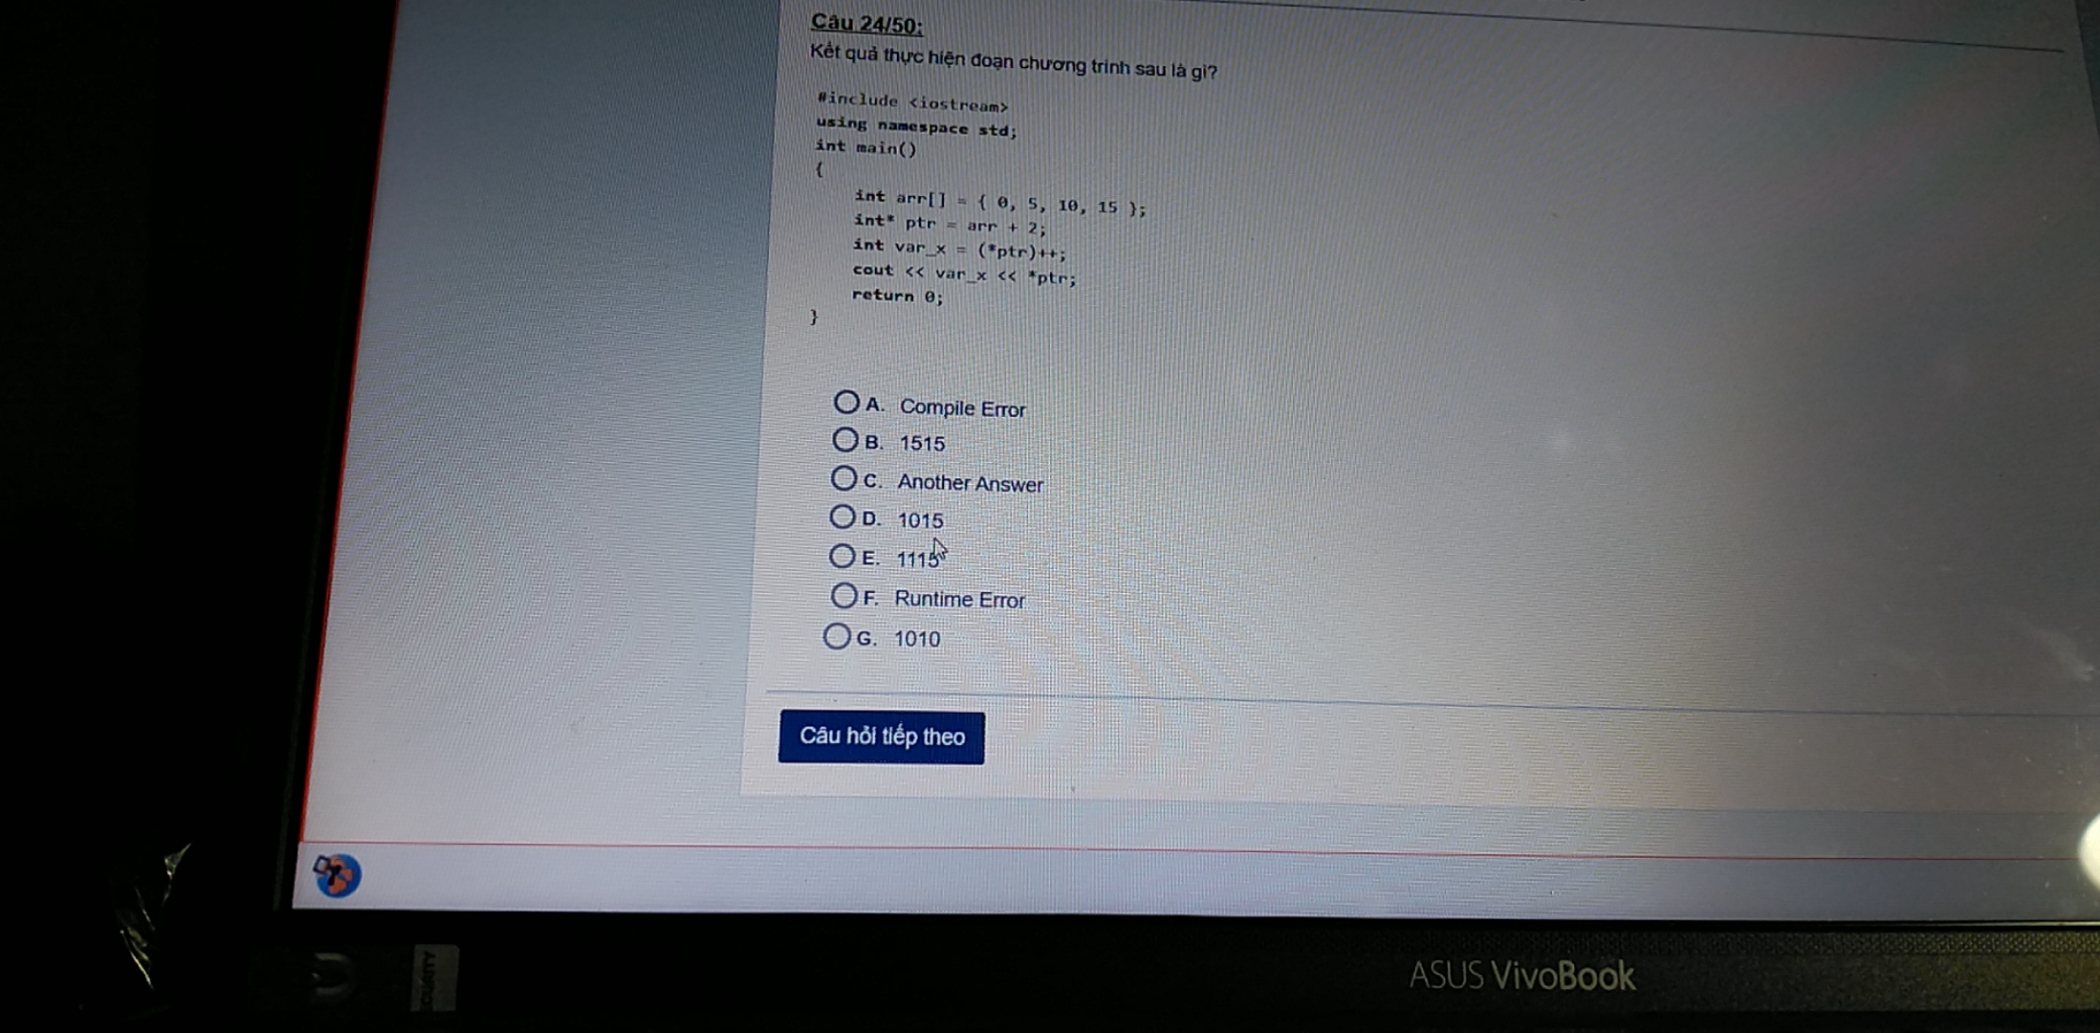 Câu 24/50:
Kết quả thực hiện đoạn chương trình sau là gì?
#include <iostream>
using namespace std;
int main()
{
int arr[] = { 0, 5, 10, 15 };
int* ptr = arr + 2;
int var_x = (*ptr)++;
cout << var_x << *ptr;
return 0;
}
A. Compile Error
B. 1515
C. Another Answer
D. 1015
E. 1115
F. Runtime Error
G. 1010
Câu hỏi tiếp theo
ASUS VivoBook